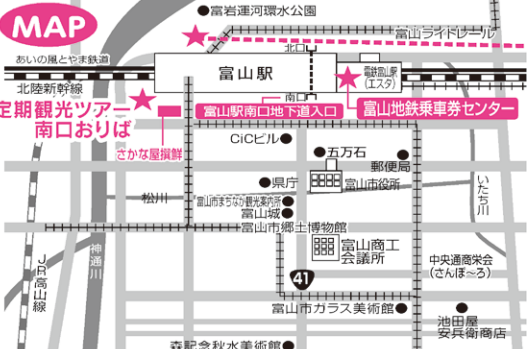 MAP
富岩運河環水公園
富山ライトレール
北口
あいの風とやま鉄道
富山駅
電鉄富山駅
(エスタ)
北陸新幹線
定期観光ツアー
南口おりば
南口
富山駅南口地下道入口
富山地鉄乗車券センター
さかな屋撰鮮
CiCビル
五万石
郵便局
県庁
富山市役所
いたち川
松川
富山市まちなか観光案内所
富山城
富山市郷土博物館
神通川
JR高山線
富山商工
会議所
中央通商栄会
(さんぽ〜ろ)
41
富山市ガラス美術館
池田屋
安兵衛商店
森記念秋水美術館